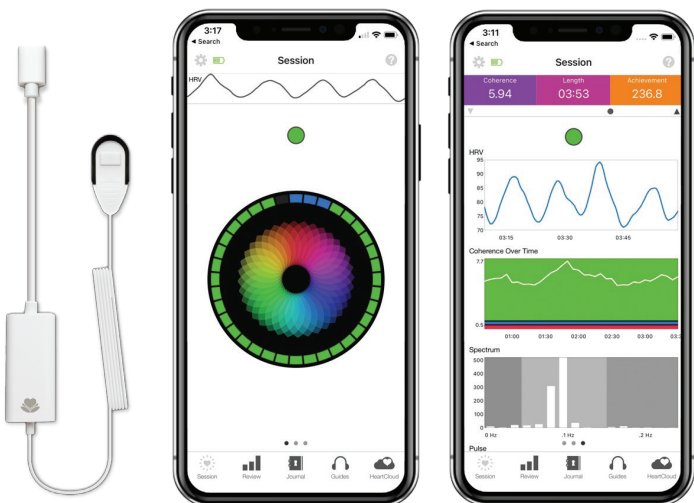 3:17
Search
Session
HRV
Session
Review
Journal
Guides
HeartCloud
3:11
Search
Session
Coherence
Length
Achievement
5.94
03:53
236.8
HRV
95
90
85
80
75
70
03:15
03:30
03:45
Coherence Over Time
7.7
0.5
01:00
01:30
02:00
02:30
03:00
03:3
Spectrum
500
400
300
200
100
0
0 Hz
.1 Hz
.2 Hz
Pulse
Session
Review
Journal
Guides
HeartCloud